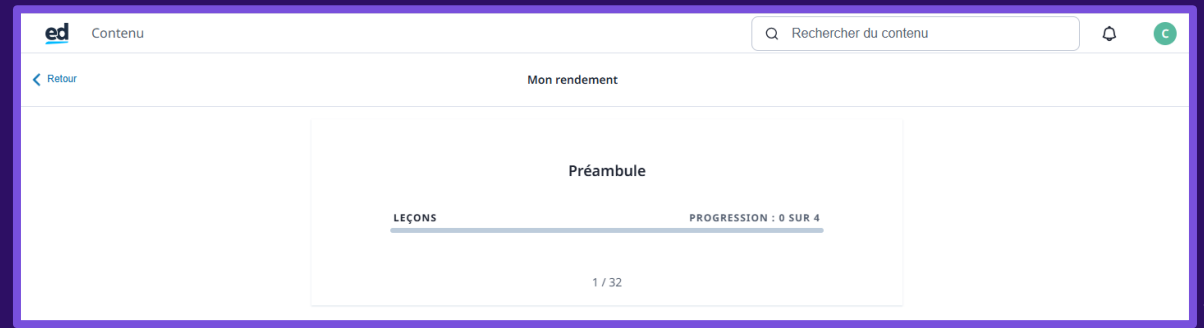 ed Contenu Rechercher du contenu C
Retour Mon rendement
Préambule
LEÇONS PROGRESSION : 0 SUR 4
1 / 32